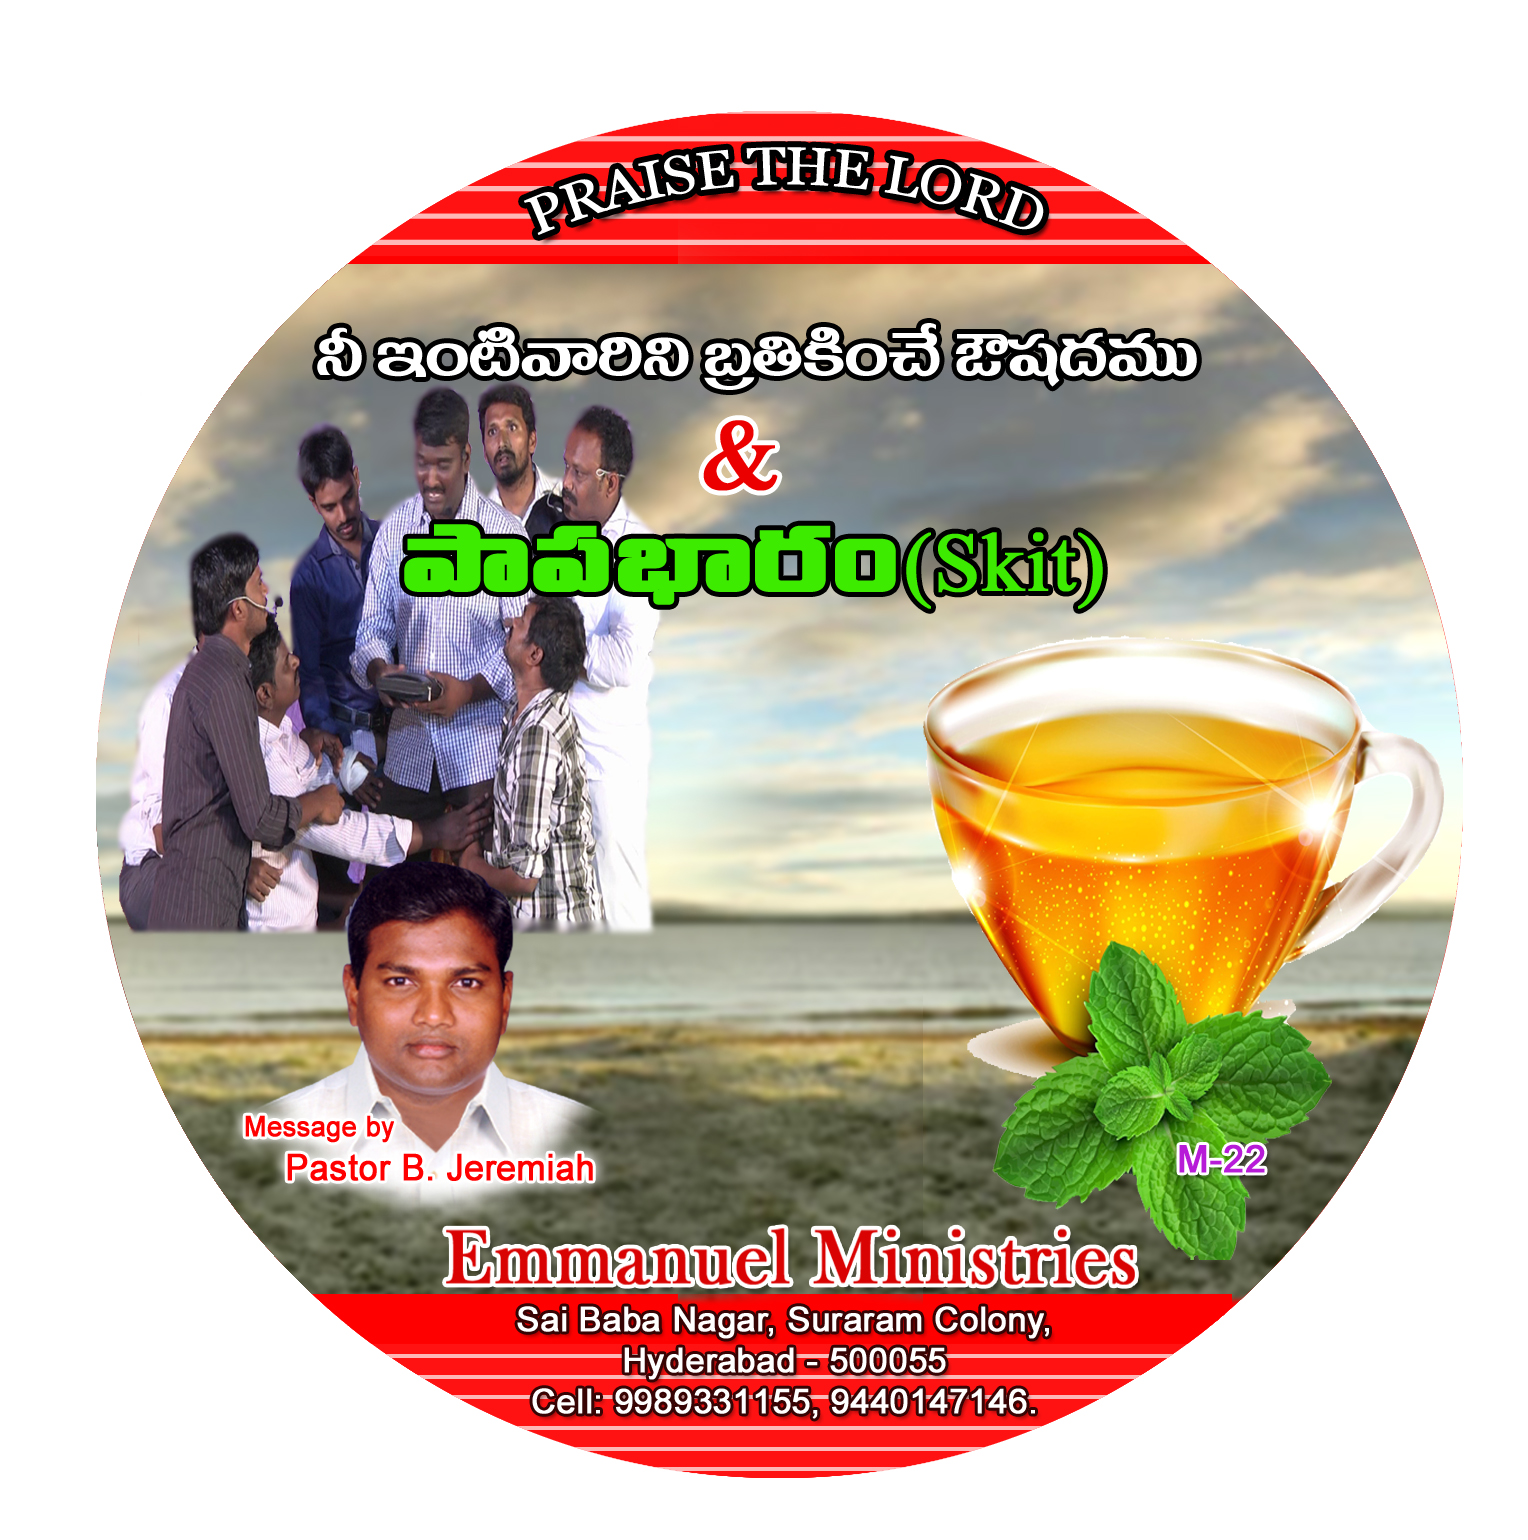 PRAISE THE LORD
నీ ఇంటివారిని బ్రతికించే ఔషదము
&
పాపభారం (Skit)
Message by
Pastor B. Jeremiah
M-22
Emmanuel Ministries
Sai Baba Nagar, Suraram Colony,
Hyderabad - 500055
Cell: 9989331155, 9440147146.